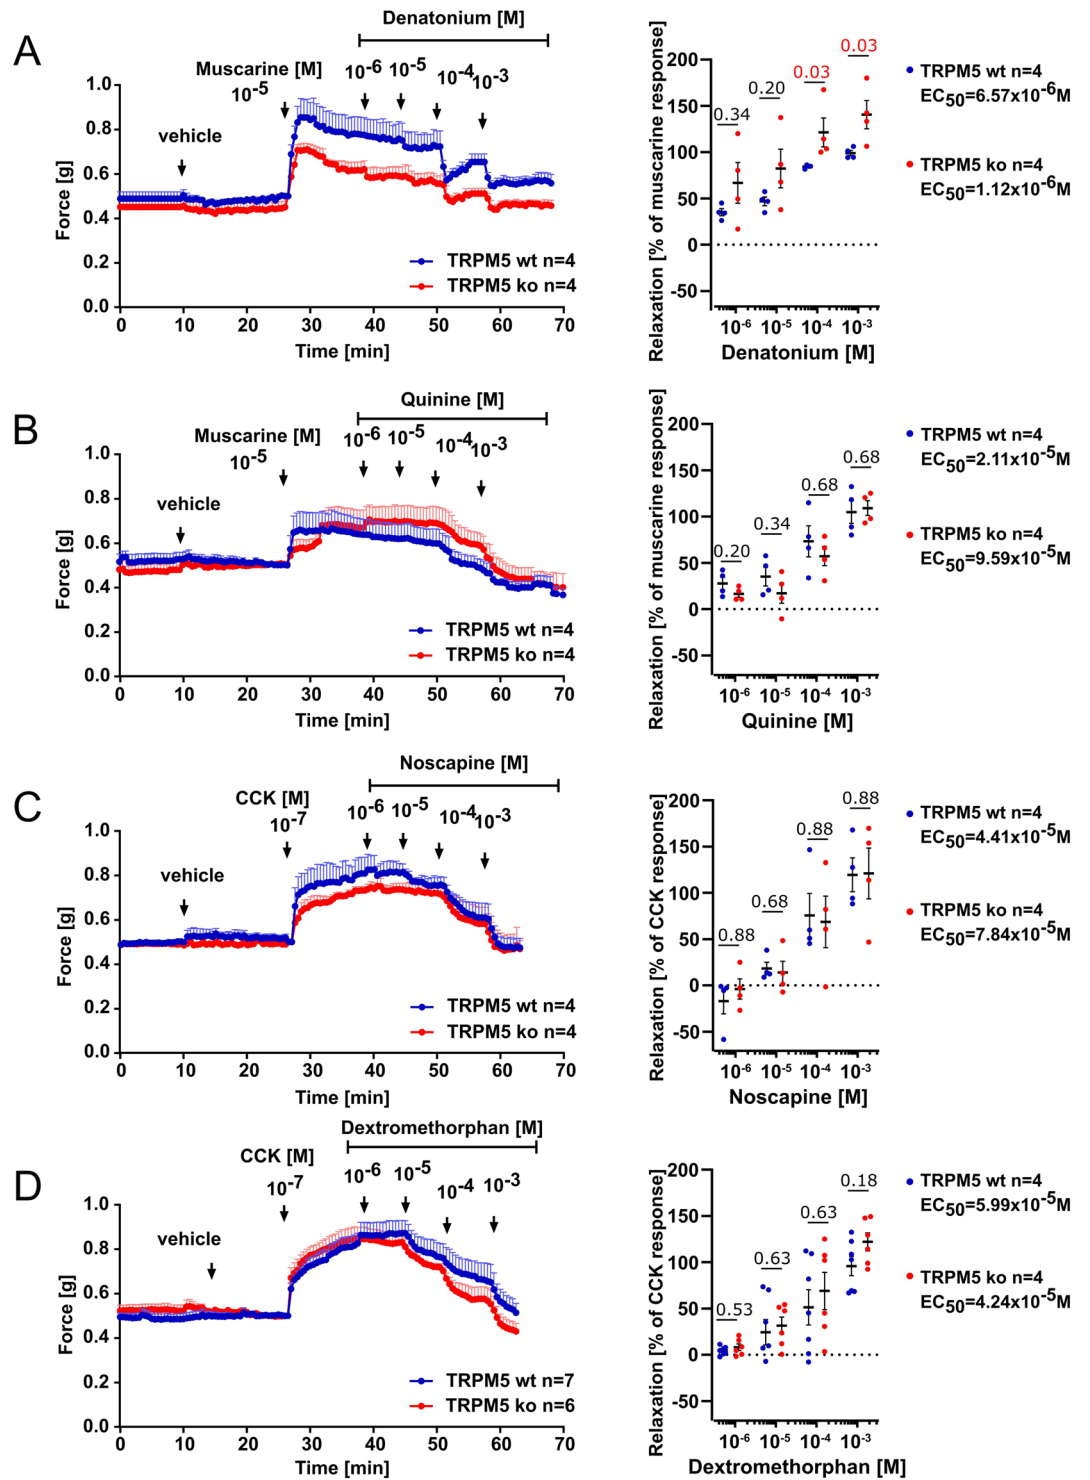 A
Denatonium [M]
Muscarine [M]
10-5
10-6
10-5
10-4
10-3
vehicle
Force [g]
1.0
0.8
0.6
0.4
0.2
0.0
TRPM5 wt n=4
TRPM5 ko n=4
0 10 20 30 40 50 60 70
Time [min]
Relaxation [% of muscarine response]
200
150
100
50
0
-50
0.34
0.20
0.03
0.03
10-6 10-5 10-4 10-3
Denatonium [M]
TRPM5 wt n=4
EC50=6.57x10-6M
TRPM5 ko n=4
EC50=1.12x10-6M
B
Quinine [M]
Muscarine [M]
10-5
10-6
10-5
10-4
10-3
vehicle
Force [g]
1.0
0.8
0.6
0.4
0.2
0.0
TRPM5 wt n=4
TRPM5 ko n=4
0 10 20 30 40 50 60 70
Time [min]
Relaxation [% of muscarine response]
200
150
100
50
0
-50
0.20
0.34
0.68
0.68
10-6 10-5 10-4 10-3
Quinine [M]
TRPM5 wt n=4
EC50=2.11x10-5M
TRPM5 ko n=4
EC50=9.59x10-5M
C
Noscapine [M]
CCK [M]
10-7
10-6
10-5
10-4
10-3
vehicle
Force [g]
1.0
0.8
0.6
0.4
0.2
0.0
TRPM5 wt n=4
TRPM5 ko n=4
0 10 20 30 40 50 60 70
Time [min]
Relaxation [% of CCK response]
200
150
100
50
0
-50
0.88
0.68
0.88
0.88
10-6 10-5 10-4 10-3
Noscapine [M]
TRPM5 wt n=4
EC50=4.41x10-5M
TRPM5 ko n=4
EC50=7.84x10-5M
D
Dextromethorphan [M]
CCK [M]
10-7
10-6
10-5
10-4
10-3
vehicle
Force [g]
1.0
0.8
0.6
0.4
0.2
0.0
TRPM5 wt n=7
TRPM5 ko n=6
0 10 20 30 40 50 60 70
Time [min]
Relaxation [% of CCK response]
200
150
100
50
0
-50
0.53
0.63
0.63
0.18
10-6 10-5 10-4 10-3
Dextromethorphan [M]
TRPM5 wt n=4
EC50=5.99x10-5M
TRPM5 ko n=4
EC50=4.24x10-5M